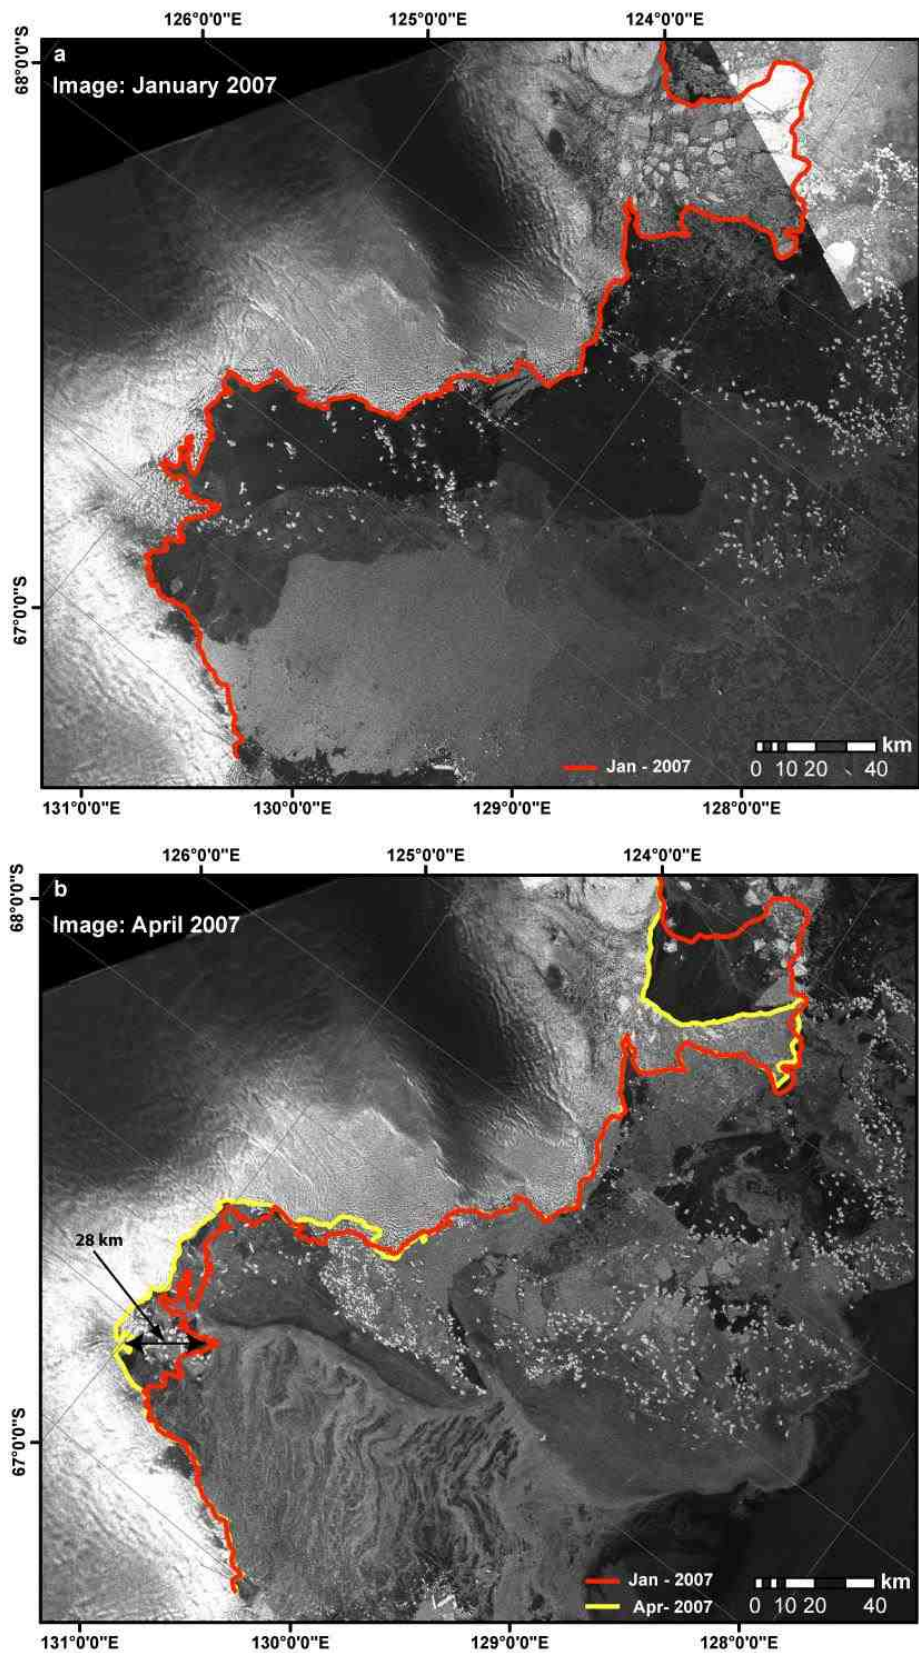 126°0'0"E 125°0'0"E 124°0'0"E
68°0'0"S
a
Image: January 2007
67°0'0"S
km
Jan - 2007
0 10 20 40
131°0'0"E 130°0'0"E 129°0'0"E 128°0'0"E
126°0'0"E 125°0'0"E 124°0'0"E
68°0'0"S
b
Image: April 2007
28 km
67°0'0"S
Jan - 2007
km
Apr- 2007
0 10 20 40
131°0'0"E 130°0'0"E 129°0'0"E 128°0'0"E